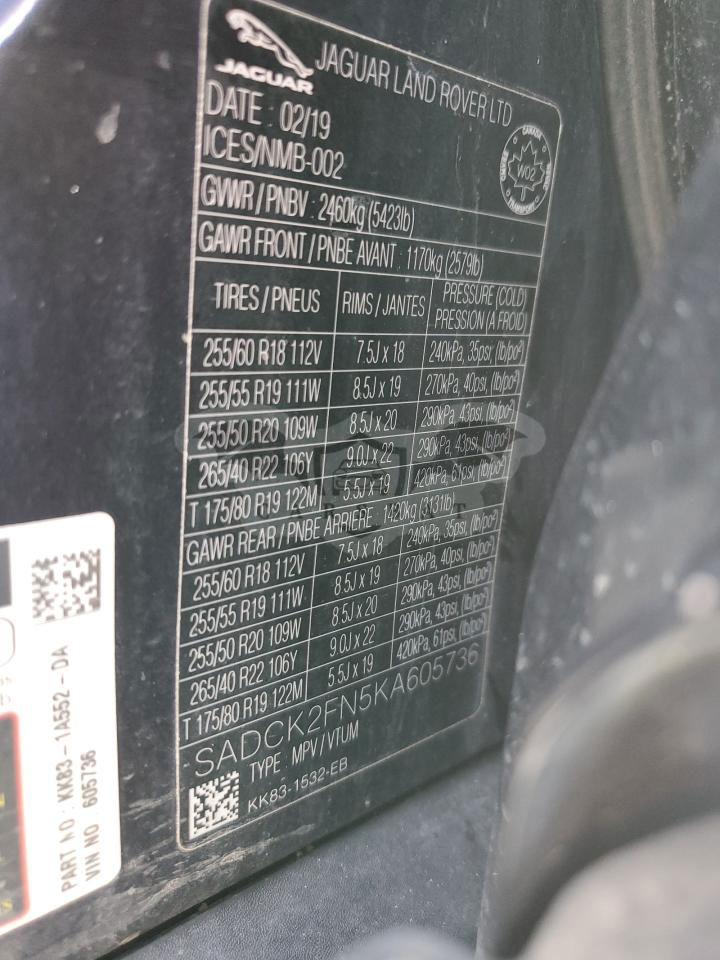 JAGUAR
JAGUAR LAND ROVER LTD
DATE : 02/19
ICES/NMB-002
CANADA
W02
TRANSPORT
GVWR / PNBV : 2460kg (5423lb)
GAWR FRONT / PNBE AVANT : 1170kg (2579lb)
TIRES / PNEUS RIMS / JANTES PRESSURE (COLD)
PRESSION (A FROID)
255/60 R18 112V 7.5J x 18 240kPa, 35psi, (lb/po²)
255/55 R19 111W 8.5J x 19 270kPa, 40psi, (lb/po²)
255/50 R20 109W 8.5J x 20 290kPa, 43psi, (lb/po²)
265/40 R22 106Y 9.0J x 22 290kPa, 43psi, (lb/po²)
T 175/80 R19 122M 5.5J x 19 420kPa, 61psi, (lb/po²)
GAWR REAR / PNBE ARRIERE : 1420kg (3131lb)
255/60 R18 112V 7.5J x 18 240kPa, 35psi, (lb/po²)
255/55 R19 111W 8.5J x 19 270kPa, 40psi, (lb/po²)
255/50 R20 109W 8.5J x 20 290kPa, 43psi, (lb/po²)
265/40 R22 106Y 9.0J x 22 290kPa, 43psi, (lb/po²)
T 175/80 R19 122M 5.5J x 19 420kPa, 61psi, (lb/po²)
SADCK2FN5KA605736
TYPE : MPV / VTUM
KK83-1532-EB
PART NO : KK83 - 1A552 - DA
VIN NO 605736